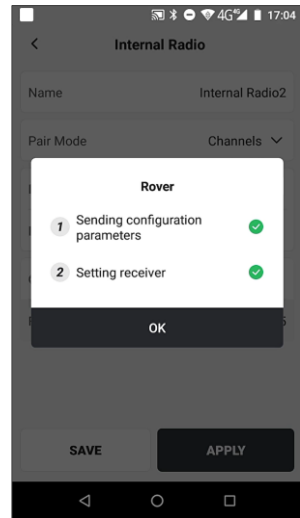 4G 17:04
Internal Radio
Name Internal Radio2
Pair Mode Channels
Rover
1 Sending configuration
parameters
2 Setting receiver
OK
SAVE APPLY